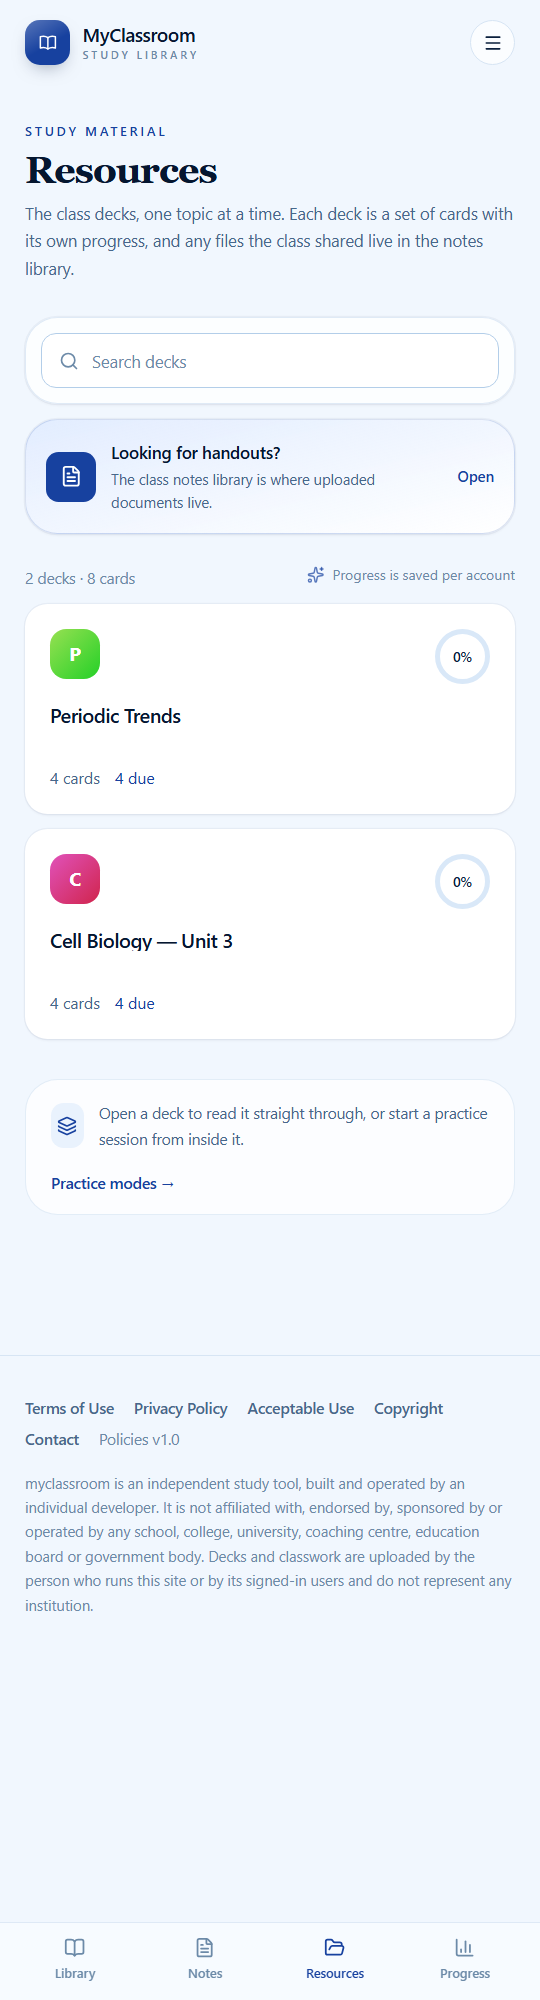 MyClassroom
STUDY LIBRARY
STUDY MATERIAL
Resources
The class decks, one topic at a time. Each deck is a set of cards with
its own progress, and any files the class shared live in the notes
library.
Search decks
Looking for handouts?
The class notes library is where uploaded
documents live.
Open
2 decks · 8 cards
Progress is saved per account
P
0%
Periodic Trends
4 cards 4 due
C
0%
Cell Biology — Unit 3
4 cards 4 due
Open a deck to read it straight through, or start a practice
session from inside it.
Practice modes →
Terms of Use Privacy Policy Acceptable Use Copyright
Contact Policies v1.0
myclassroom is an independent study tool, built and operated by an
individual developer. It is not affiliated with, endorsed by, sponsored by or
operated by any school, college, university, coaching centre, education
board or government body. Decks and classwork are uploaded by the
person who runs this site or by its signed-in users and do not represent any
institution.
Library Notes Resources Progress